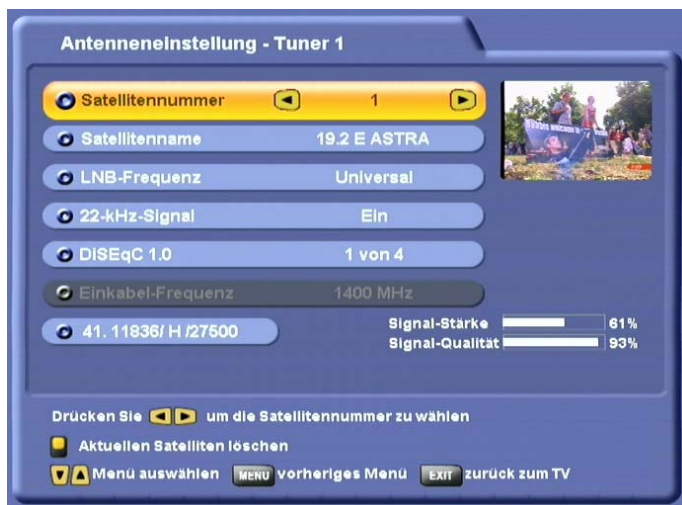 Antenneneinstellung - Tuner 1
Satellitennummer 1
Satellitenname 19.2 E ASTRA
LNB-Frequenz Universal
22-kHz-Signal Ein
DiSEqC 1.0 1 von 4
Einkabel-Frequenz 1400 MHz
41. 11836/ H /27500
Signal-Stärke 61%
Signal-Qualität 93%
Drücken Sie um die Satellitennummer zu wählen
Aktuellen Satelliten löschen
Menü auswählen MENU vorheriges Menü EXIT zurück zum TV